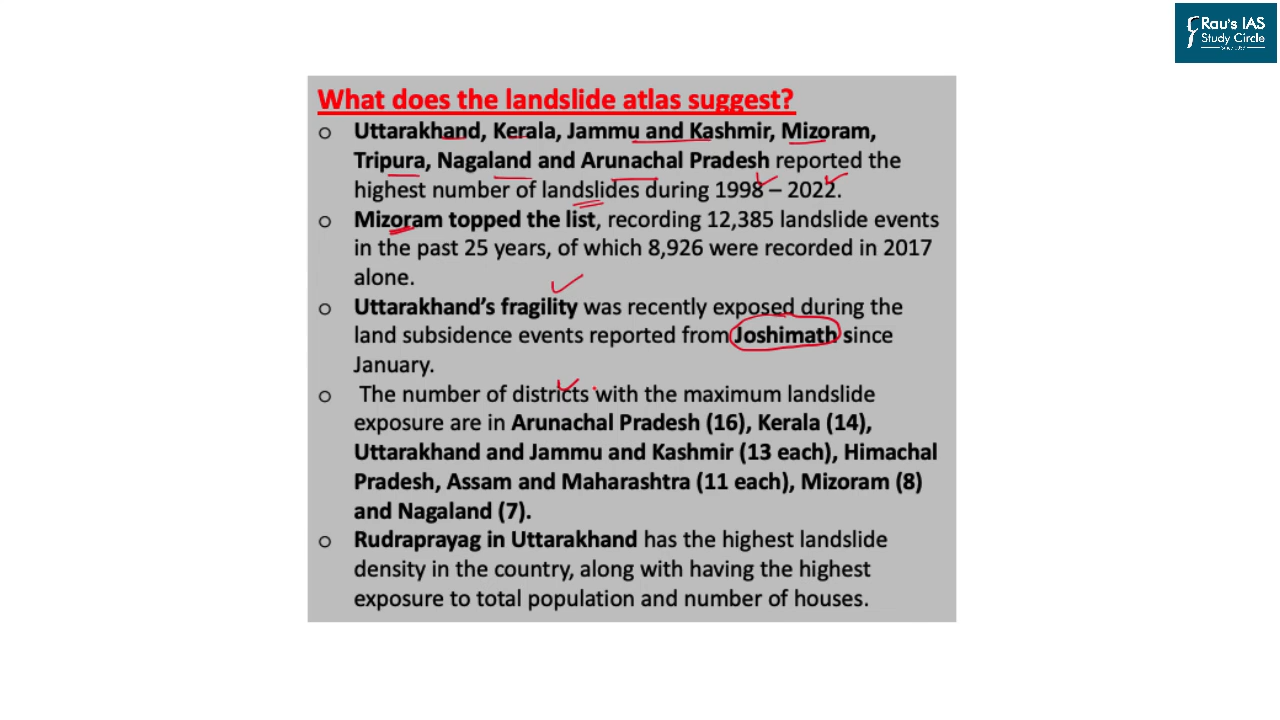 Rau's IAS
Study Circle
What does the landslide atlas suggest?
o Uttarakhand, Kerala, Jammu and Kashmir, Mizoram,
Tripura, Nagaland and Arunachal Pradesh reported the
highest number of landslides during 1998 – 2022.
o Mizoram topped the list, recording 12,385 landslide events
in the past 25 years, of which 8,926 were recorded in 2017
alone.
o Uttarakhand's fragility was recently exposed during the
land subsidence events reported from Joshimath since
January.
o The number of districts with the maximum landslide
exposure are in Arunachal Pradesh (16), Kerala (14),
Uttarakhand and Jammu and Kashmir (13 each), Himachal
Pradesh, Assam and Maharashtra (11 each), Mizoram (8)
and Nagaland (7).
o Rudraprayag in Uttarakhand has the highest landslide
density in the country, along with having the highest
exposure to total population and number of houses.